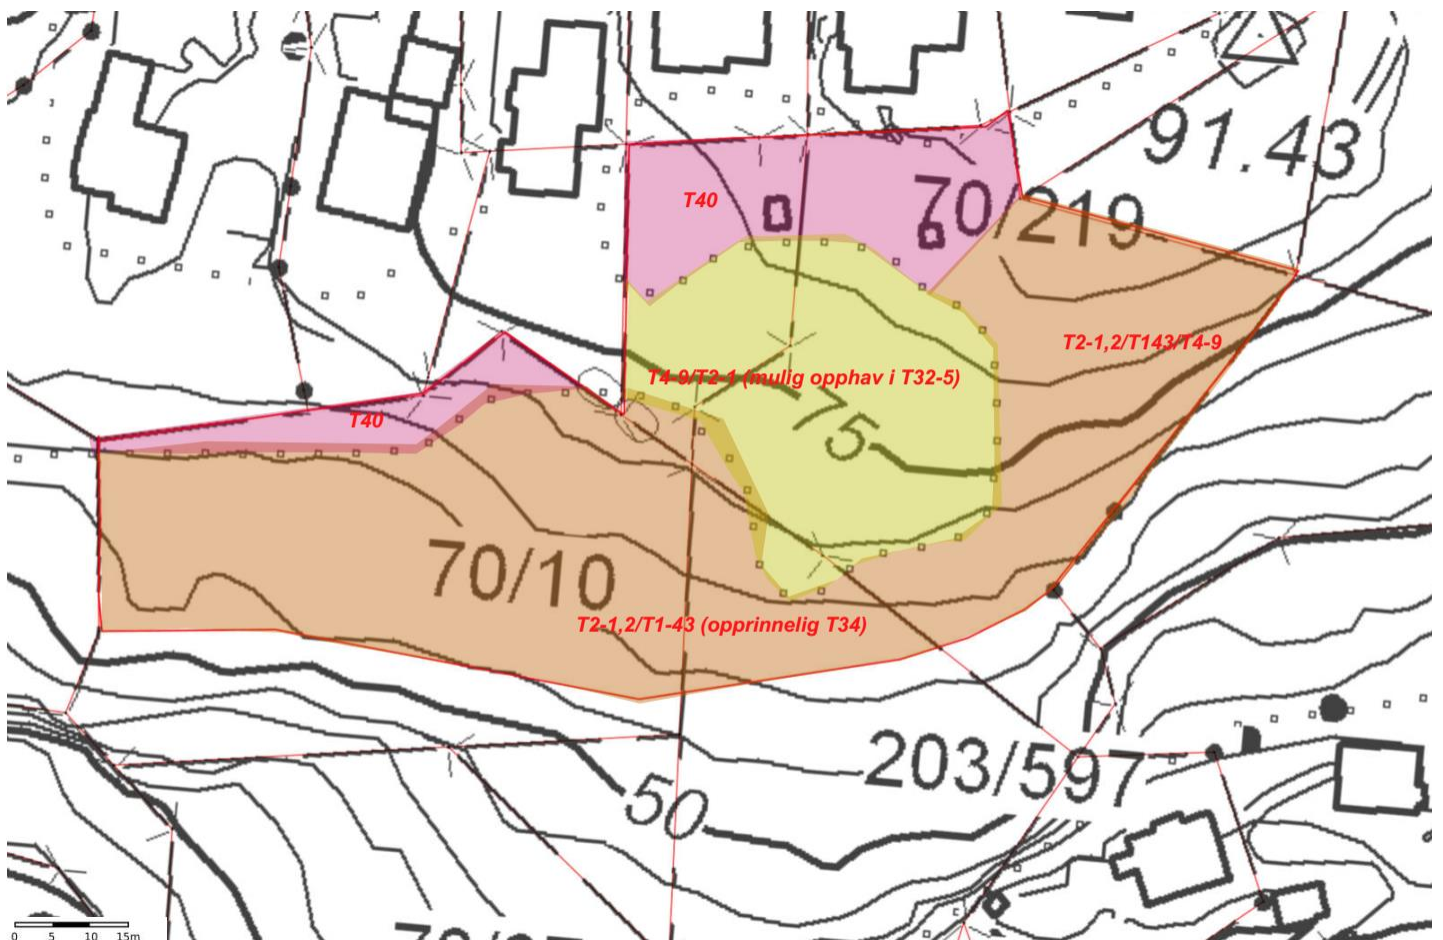 91.43
T40
70/219
T2-1,2/T143/T4-9
T4-9/T2-1 (mulig opphav i T32-5)
T40
75
70/10
T2-1,2/T1-43 (opprinnelig T34)
203/597
50
0 5 10 15m